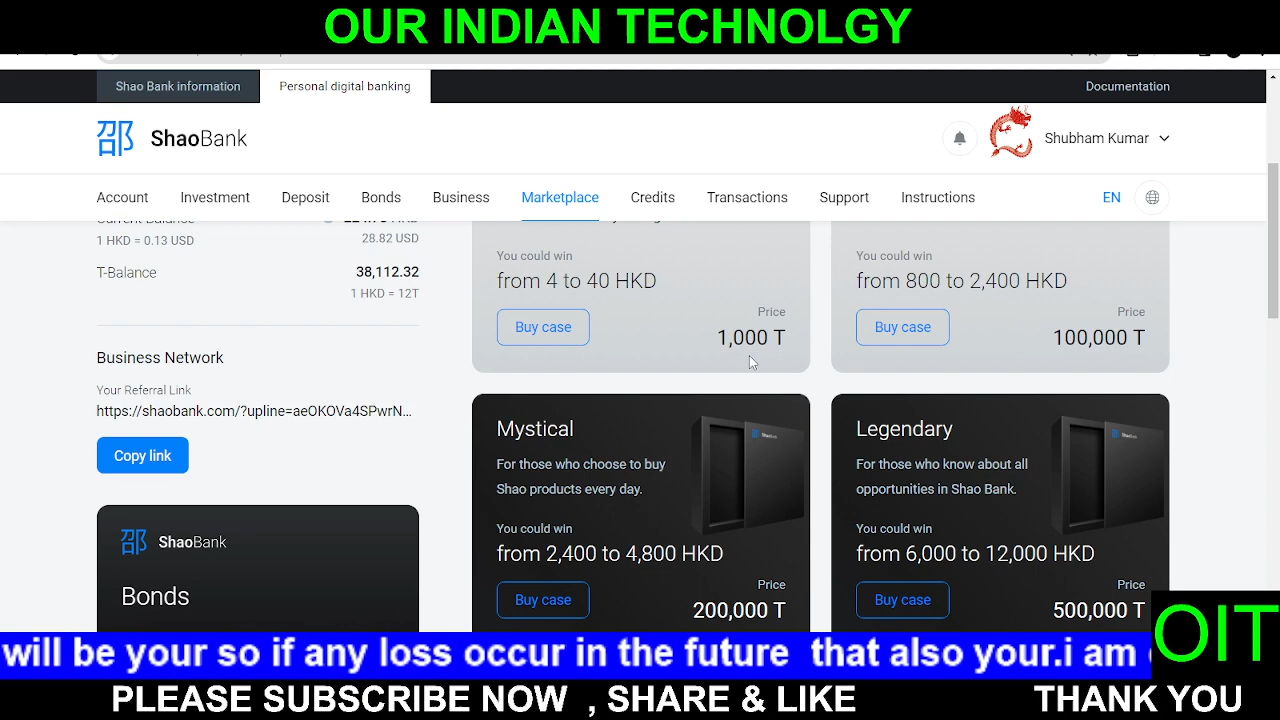 OUR INDIAN TECHNOLGY
Shao Bank information
Personal digital banking
Documentation
邵 ShaoBank
Shubham Kumar
Account Investment Deposit Bonds Business Marketplace Credits Transactions Support Instructions EN
1 HKD = 0.13 USD
28.82 USD
T-Balance
38,112.32
1 HKD = 12T
Business Network
Your Referral Link
https://shaobank.com/?upline=aeOKOVa4SPwrN...
Copy link
邵 ShaoBank
Bonds
You could win
from 4 to 40 HKD
Buy case
Price
1,000 T
You could win
from 800 to 2,400 HKD
Buy case
Price
100,000 T
Mystical
For those who choose to buy
Shao products every day.
You could win
from 2,400 to 4,800 HKD
Buy case
Price
200,000 T
Legendary
For those who know about all
opportunities in Shao Bank.
You could win
from 6,000 to 12,000 HKD
Buy case
Price
500,000 T
OIT
will be your so if any loss occur in the future that also your.i am
PLEASE SUBSCRIBE NOW , SHARE & LIKE
THANK YOU